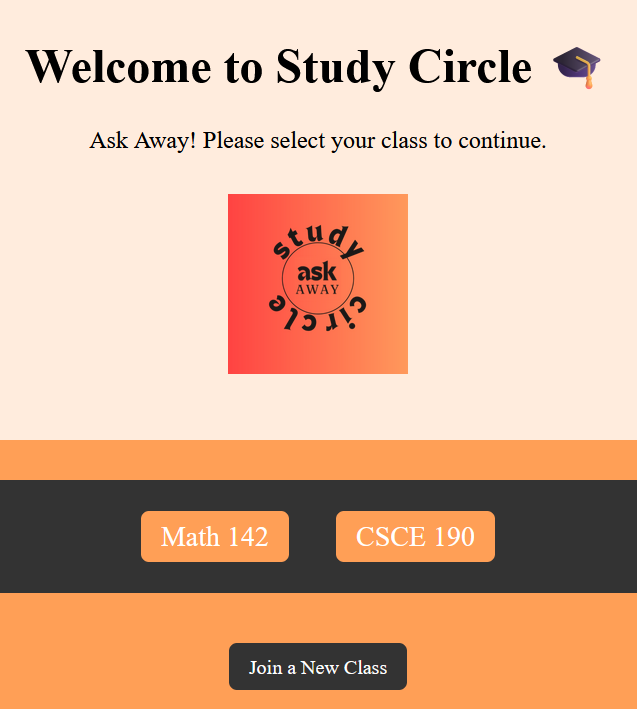 Welcome to Study Circle 🎓
Ask Away! Please select your class to continue.
study
ask
AWAY
circle
Math 142
CSCE 190
Join a New Class